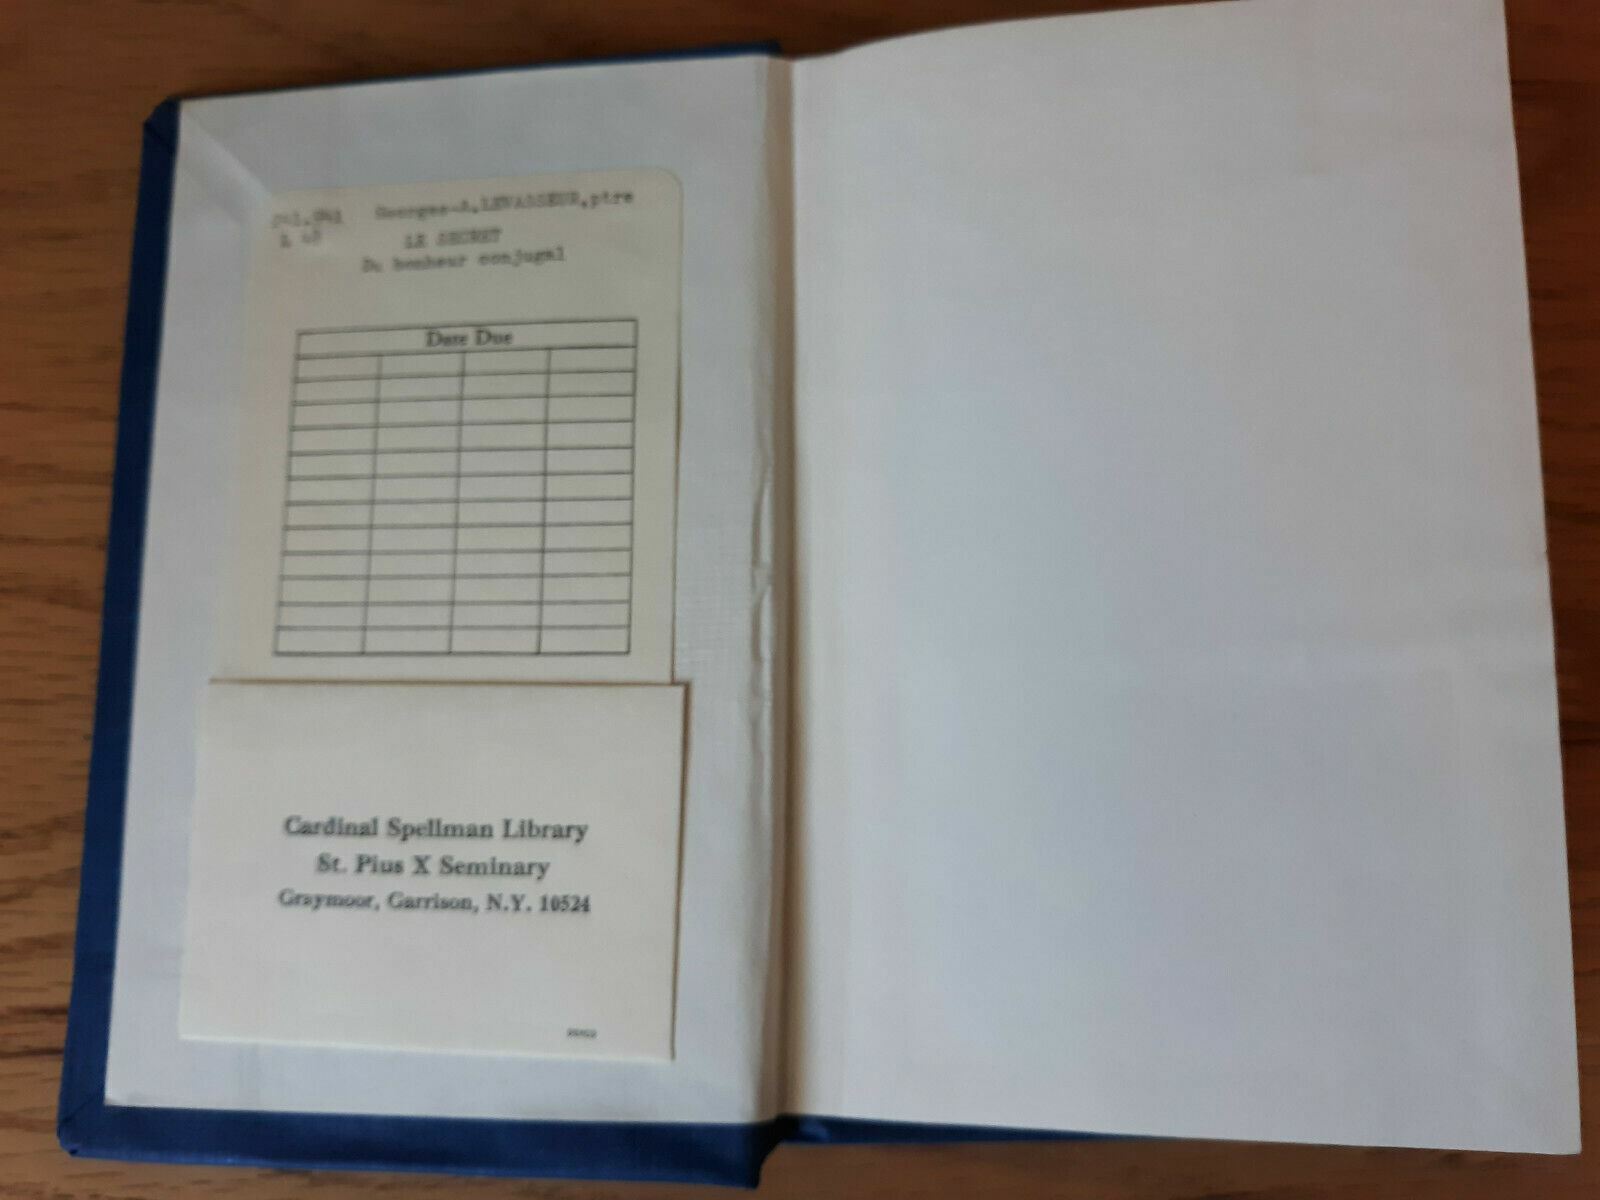 Georges-A.LEVASSEUR,ptre
LE SECRET
Du bonheur conjugal
Date Due
Cardinal Spellman Library
St. Pius X Seminary
Graymoor, Garrison, N.Y. 10524